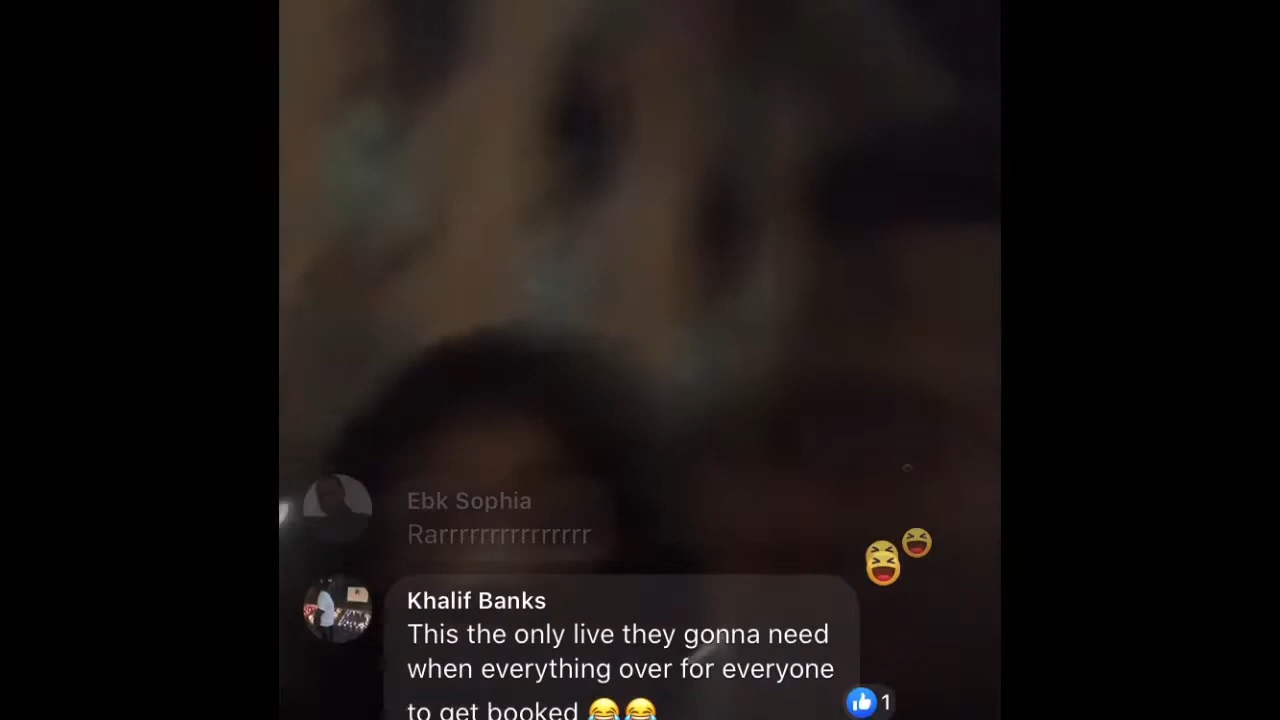 Ebk Sophia
Rarrrrrrrrrrrrrrr
Khalif Banks
This the only live they gonna need
when everything over for everyone
to get booked 😂😂
1